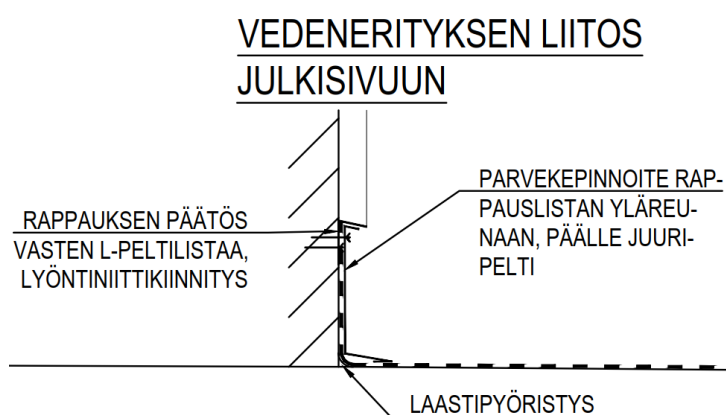 VEDENERITYKSEN LIITOS
JULKISIVUUN
RAPPAUKSEN PÄÄTÖS
VASTEN L-PELTILISTAA,
LYÖNTINIITTIKIINNITYS
PARVEKEPINNOITE RAP-
PAUSLISTAN YLÄREU-
NAAN, PÄÄLLE JUURI-
PELTI
LAASTIPYÖRISTYS